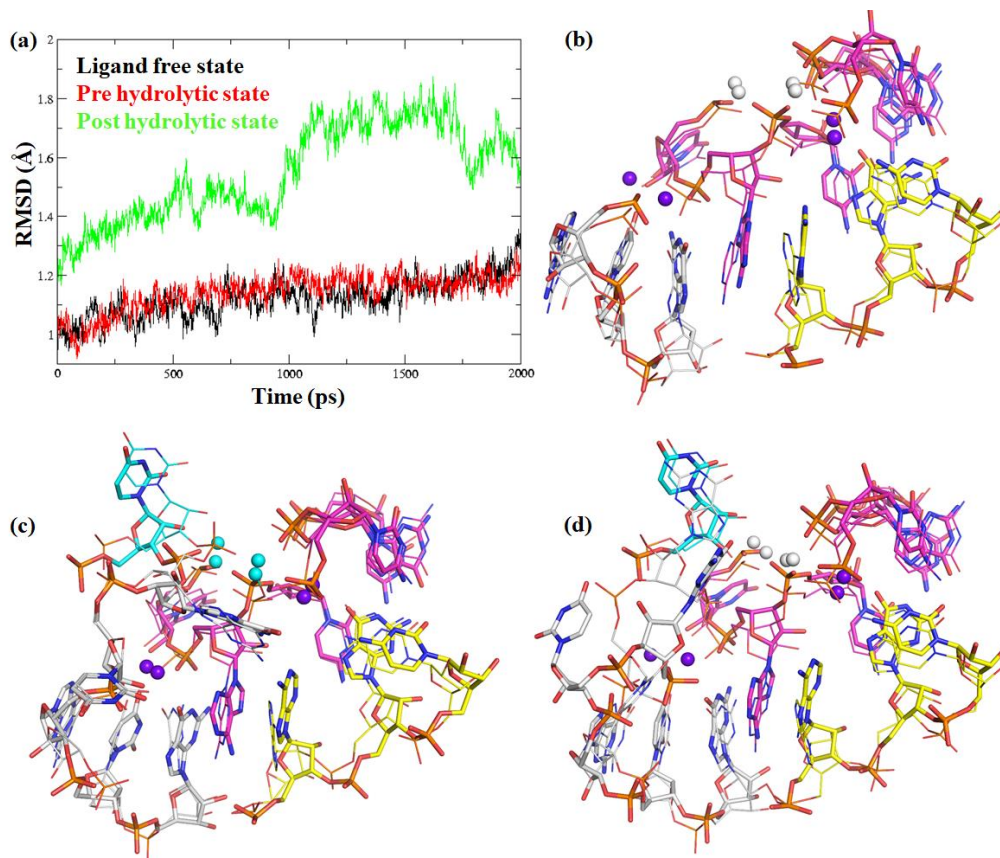 (a)
Ligand free state
Pre hydrolytic state
Post hydrolytic state
RMSD (Å)
1.8
1.6
1.4
1.2
1
0
500
1000
1500
2000
Time (ps)
(b)
(c)
(d)